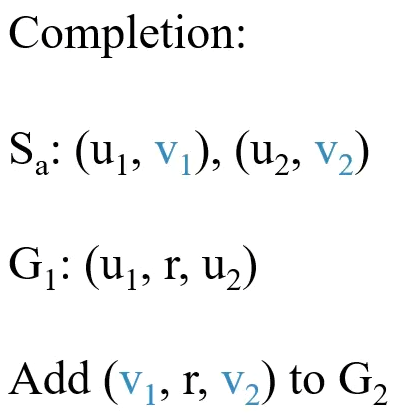 Completion:
Sₐ: (u₁, v₁), (u₂, v₂)
G₁: (u₁, r, u₂)
Add (v₁, r, v₂) to G₂